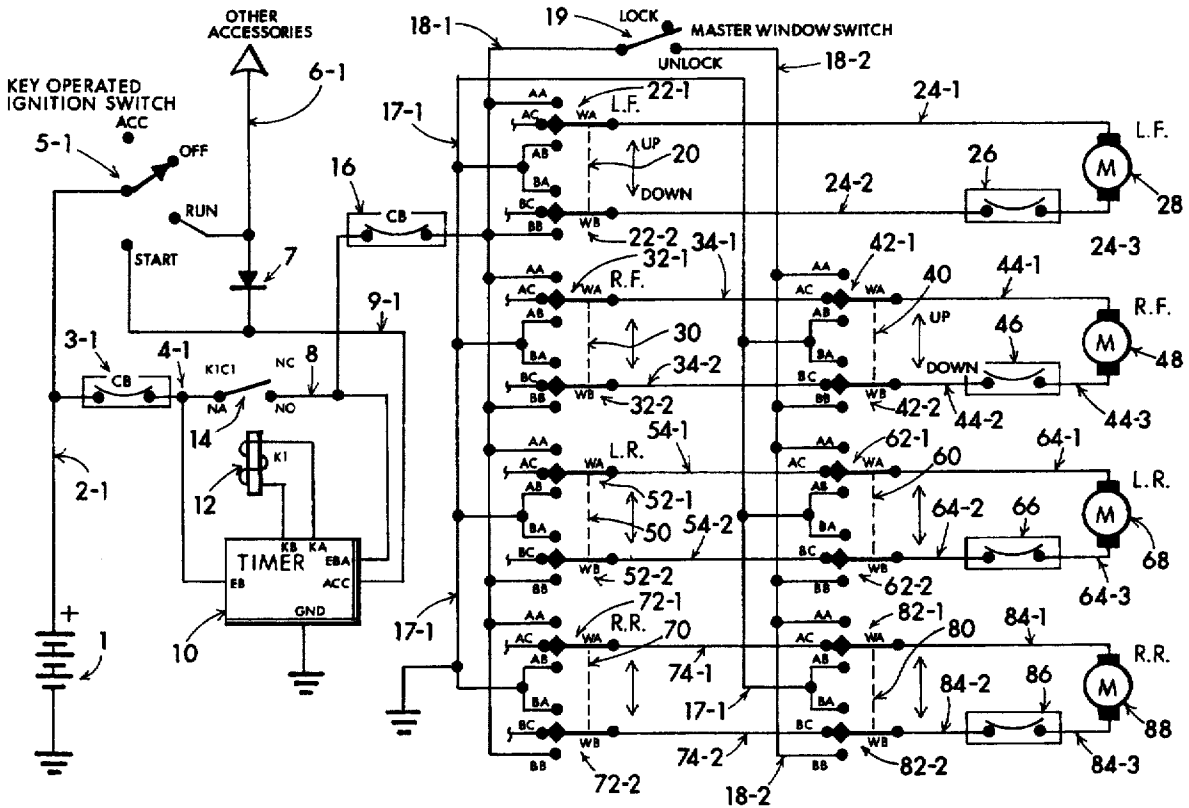 OTHER
ACCESSORIES
6-1
KEY OPERATED
IGNITION SWITCH
ACC
5-1
OFF
RUN
START
7
9-1
3-1
CB
4-1
K1C1
NC
8
NA
NO
14
12
K1
2-1
KB KA
TIMER
EBA
EB
ACC
GND
10
+
1
16
CB
17-1
18-1
19
LOCK
MASTER WINDOW SWITCH
UNLOCK
18-2
AA
22-1
L.F.
AC
WA
AB
UP
20
BA
DOWN
BC
WB
BB
22-2
24-1
24-2
26
L.F.
M
28
24-3
AA
32-1
R.F.
AC
WA
AB
30
BA
BC
WB
BB
32-2
34-1
34-2
AA
42-1
40
AC
WA
AB
UP
BA
DOWN
BC
WB
BB
42-2
44-1
46
44-2
44-3
R.F.
M
48
AA
L.R.
AC
WA
52-1
AB
50
BA
BC
WB
BB
52-2
54-1
54-2
AA
62-1
60
AC
WA
AB
BA
BC
WB
BB
62-2
64-1
64-2
66
64-3
L.R.
M
68
17-1
AA
72-1
R.R.
AC
WA
70
AB
BA
BC
WB
BB
72-2
74-1
74-2
17-1
18-2
AA
82-1
AC
WA
80
AB
BA
BC
WB
BB
82-2
84-1
84-2
86
84-3
R.R.
M
88